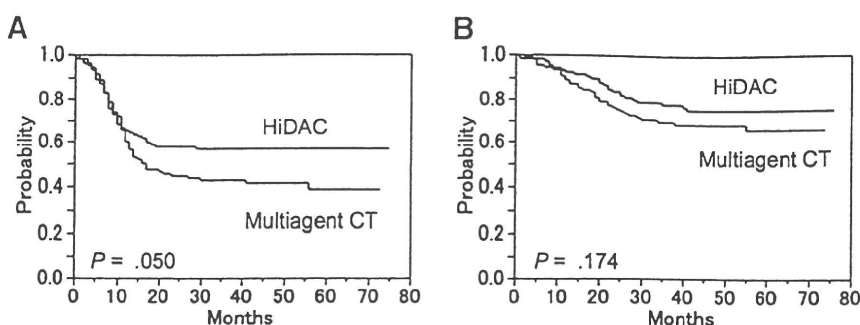 A
1.0
0.8
0.6
0.4
0.2
0.0
Probability
HiDAC
Multiagent CT
P = .050
0 10 20 30 40 50 60 70 80
Months
B
1.0
0.8
0.6
0.4
0.2
0.0
Probability
HiDAC
Multiagent CT
P = .174
0 10 20 30 40 50 60 70 80
Months